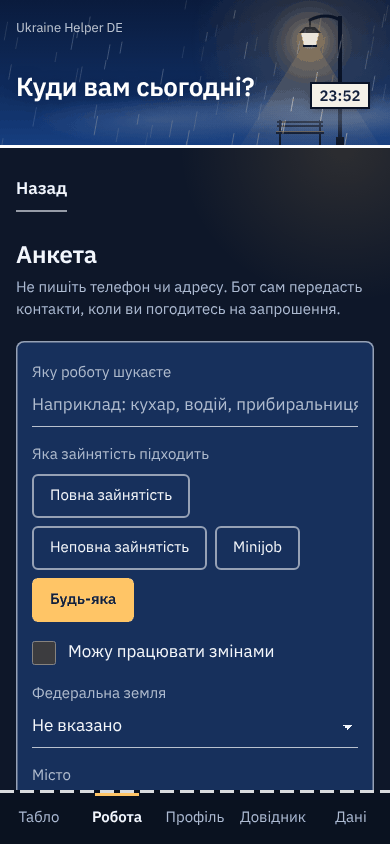 Ukraine Helper DE
Куди вам сьогодні?
23:52
Назад
Анкета
Не пишіть телефон чи адресу. Бот сам передасть
контакти, коли ви погодитесь на запрошення.
Яку роботу шукаєте
Наприклад: кухар, водій, прибиральниця
Яка зайнятість підходить
Повна зайнятість
Неповна зайнятість Minijob
Будь-яка
Можу працювати змінами
Федеральна земля
Не вказано
Місто
Табло Робота Профіль Довідник Дані